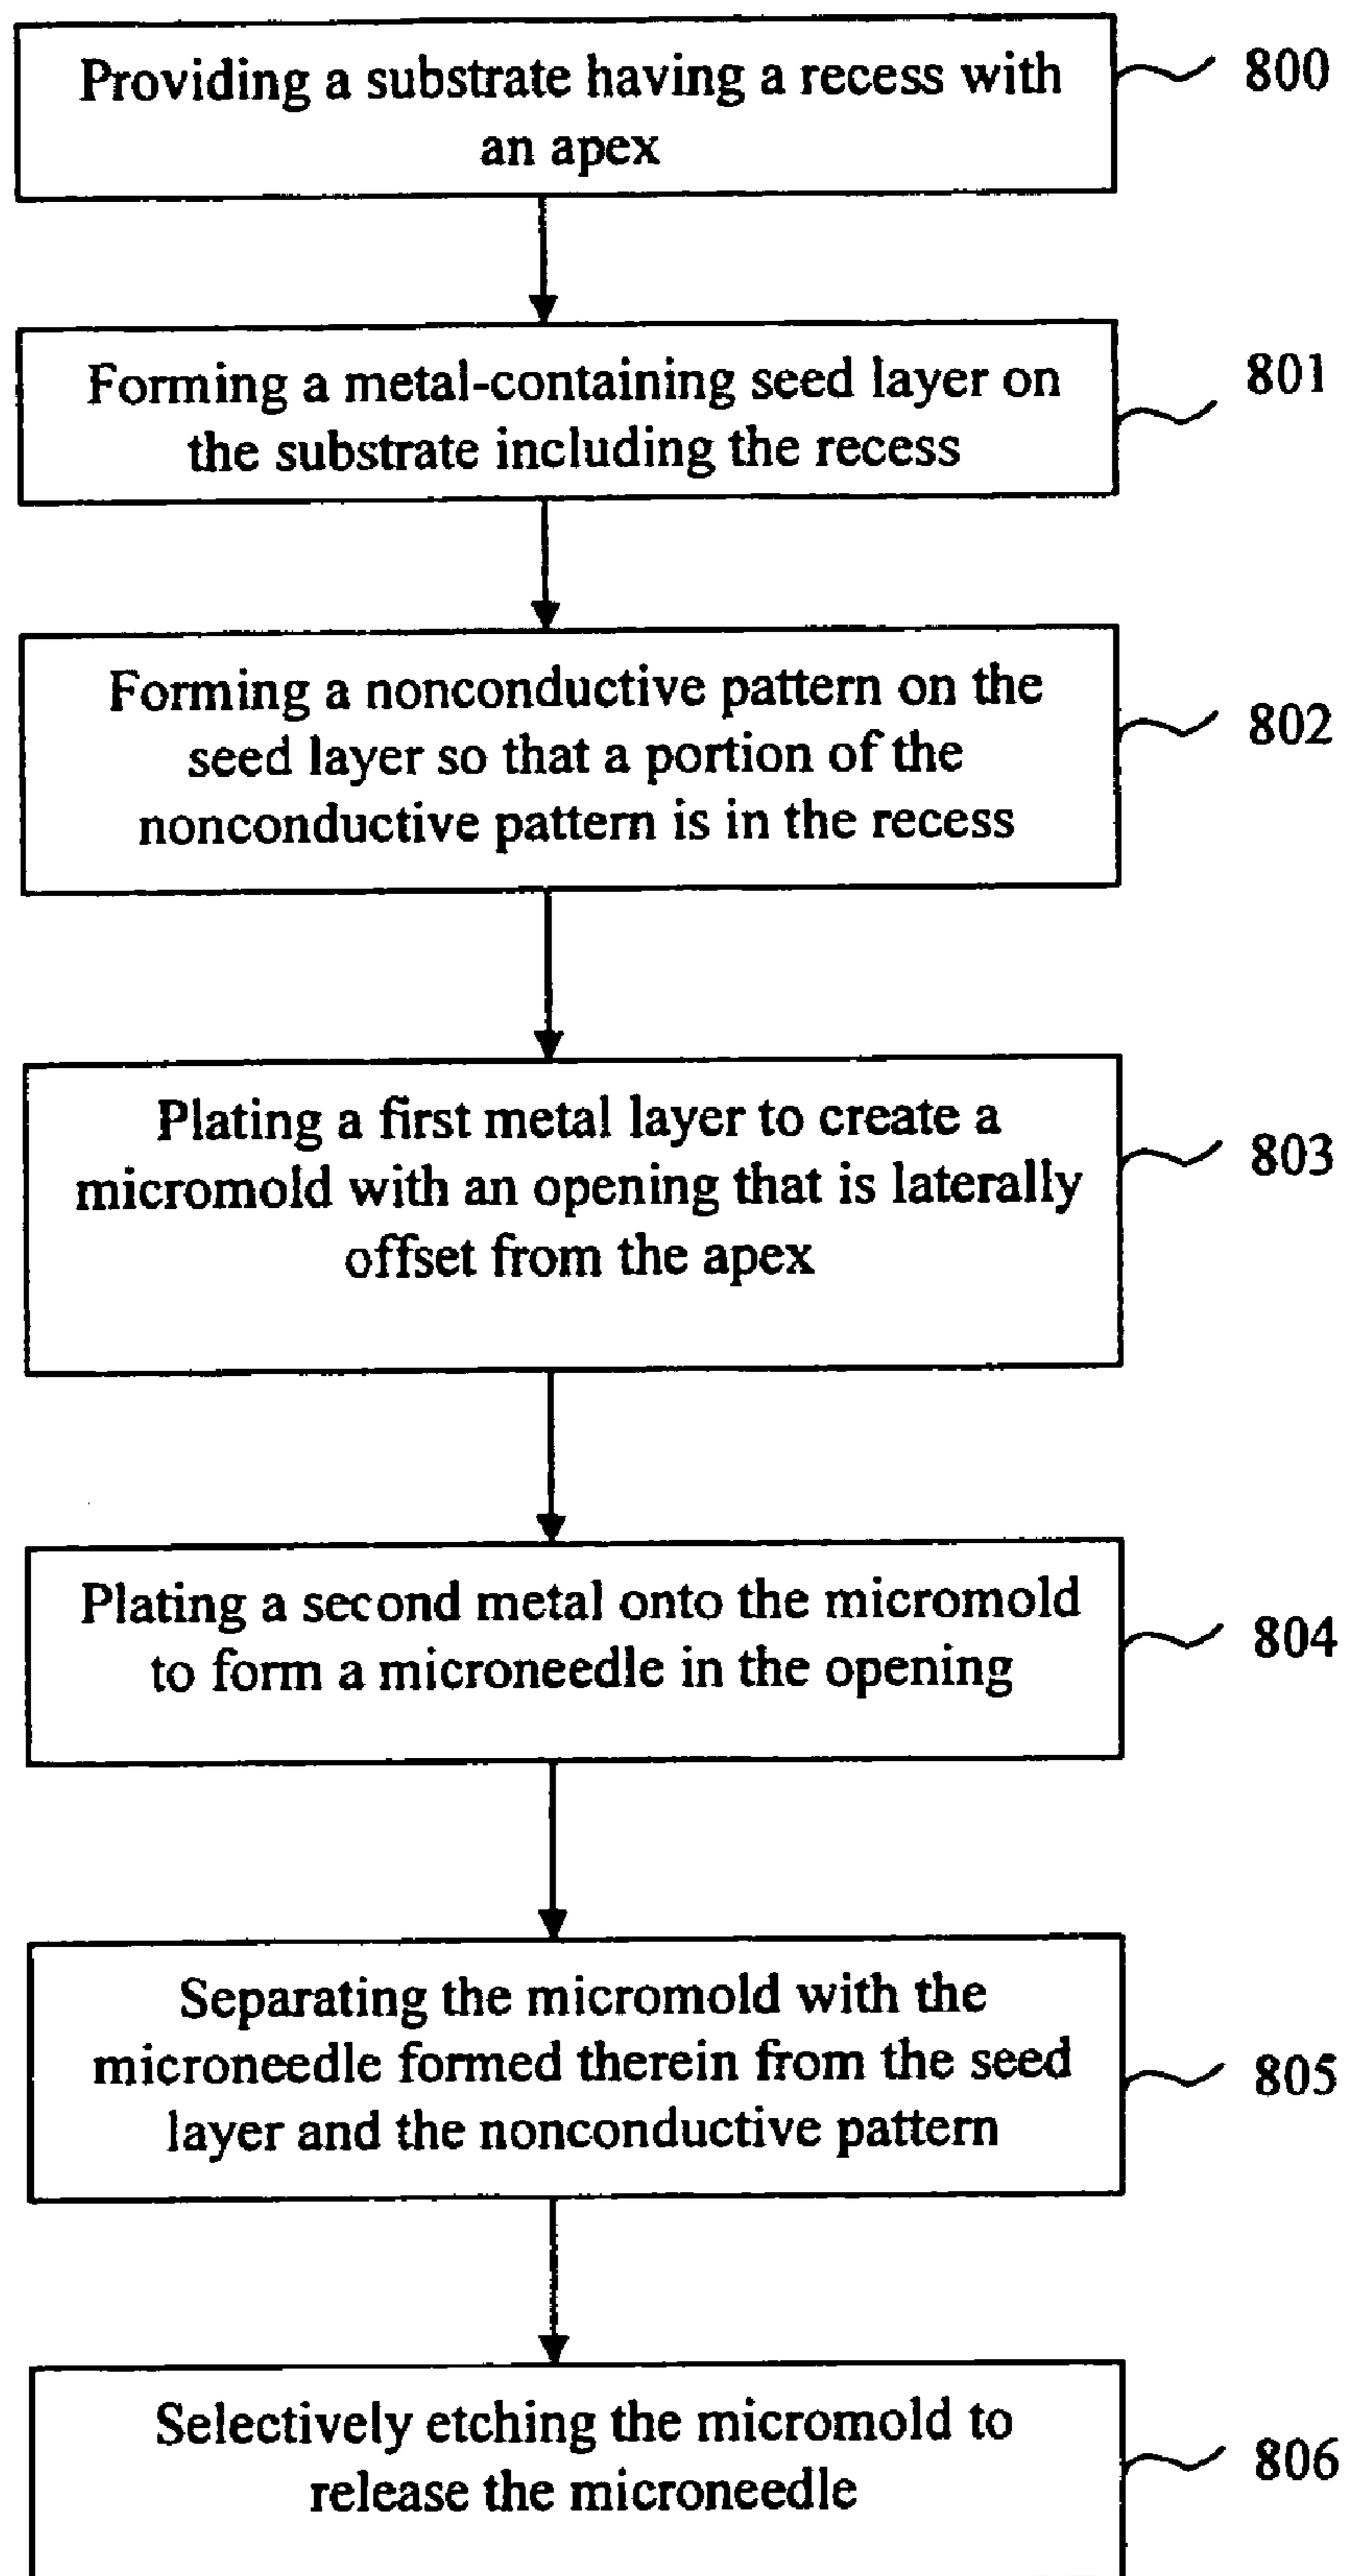 Providing a substrate having a recess with
an apex
800
Forming a metal-containing seed layer on
the substrate including the recess
801
Forming a nonconductive pattern on the
seed layer so that a portion of the
nonconductive pattern is in the recess
802
Plating a first metal layer to create a
micromold with an opening that is laterally
offset from the apex
803
Plating a second metal onto the micromold
to form a microneedle in the opening
804
Separating the micromold with the
microneedle formed therein from the seed
layer and the nonconductive pattern
805
Selectively etching the micromold to
release the microneedle
806